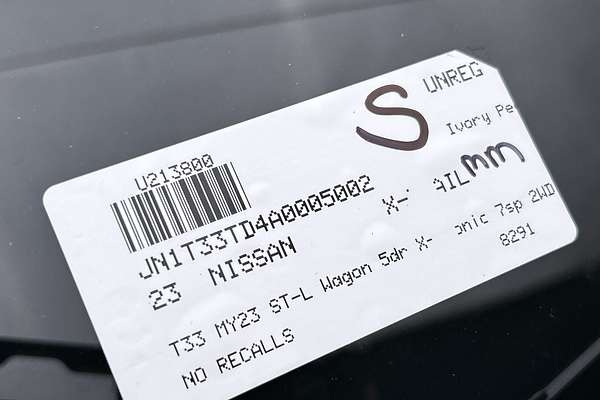 U213800
S UNREG
Ivory Pe
JN1T33TD4A0005002
23 NISSAN X- AIL mm
T33 MY23 ST-L Wagon 5dr X- onic 7sp 2WD
8291
NO RECALLS